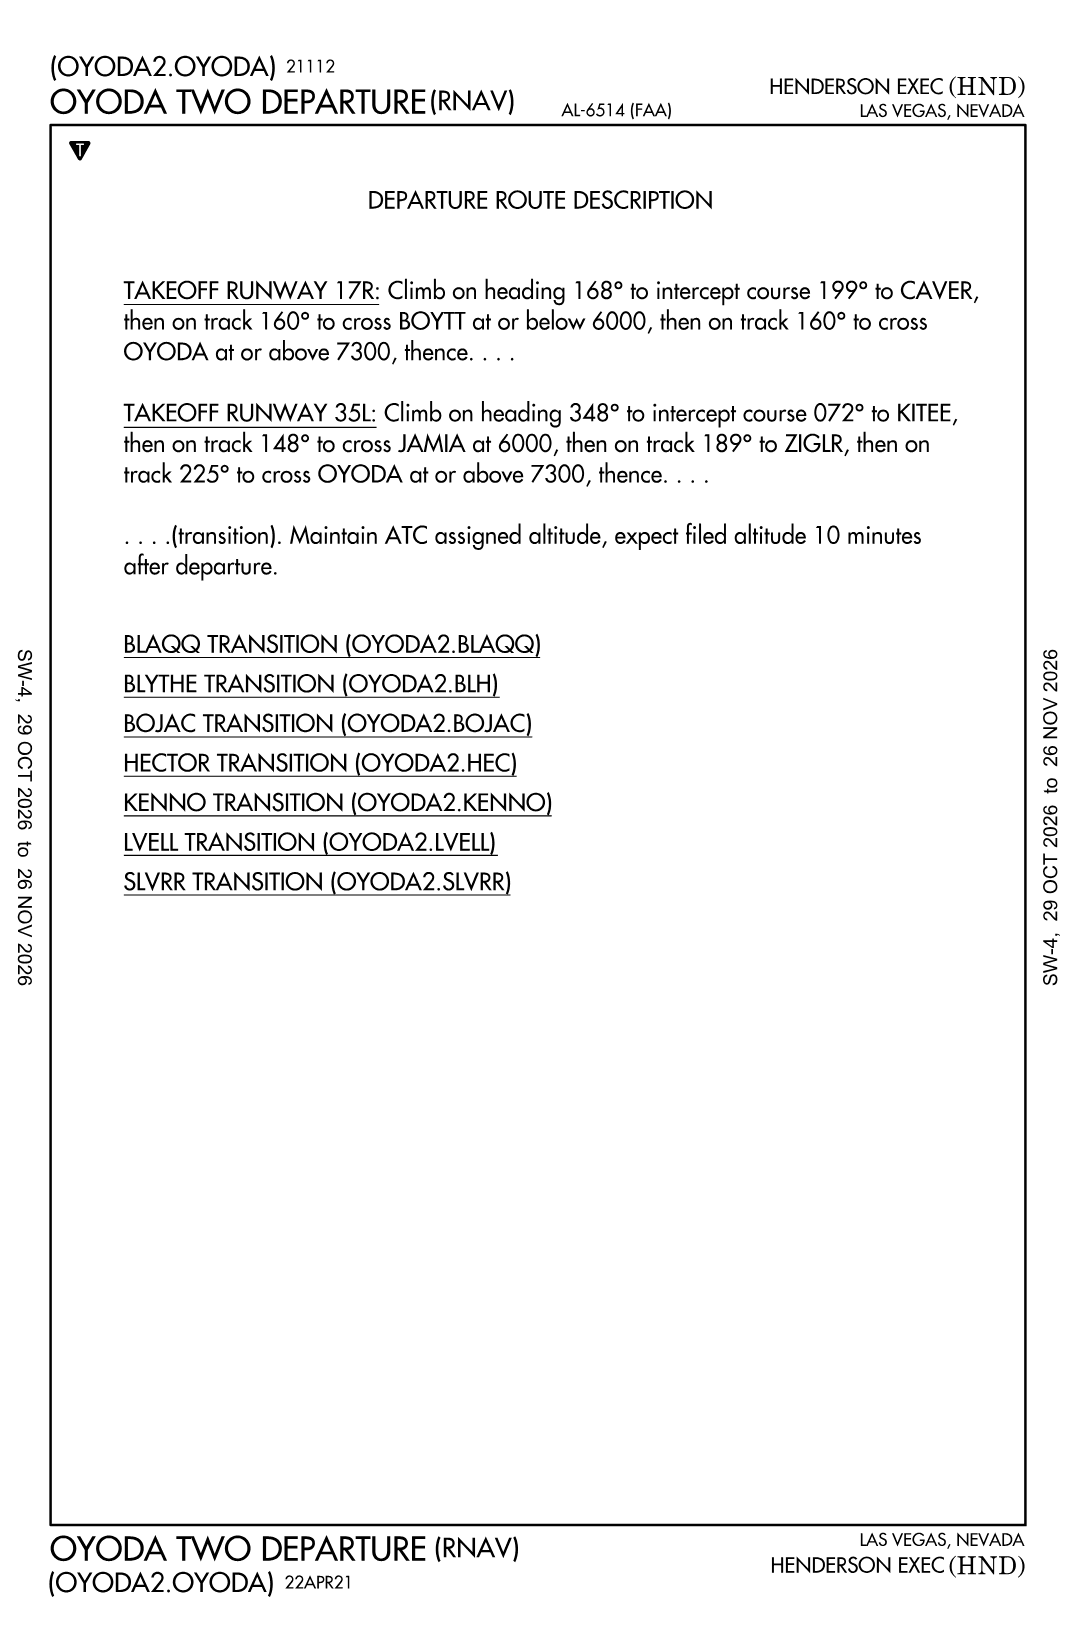 (OYODA2.OYODA) 21112
OYODA TWO DEPARTURE (RNAV)
AL-6514 (FAA)
HENDERSON EXEC (HND)
LAS VEGAS, NEVADA
T
DEPARTURE ROUTE DESCRIPTION
TAKEOFF RUNWAY 17R: Climb on heading 168° to intercept course 199° to CAVER,
then on track 160° to cross BOYTT at or below 6000, then on track 160° to cross
OYODA at or above 7300, thence. . . .
TAKEOFF RUNWAY 35L: Climb on heading 348° to intercept course 072° to KITEE,
then on track 148° to cross JAMIA at 6000, then on track 189° to ZIGLR, then on
track 225° to cross OYODA at or above 7300, thence. . . .
. . . .(transition). Maintain ATC assigned altitude, expect filed altitude 10 minutes
after departure.
BLAQQ TRANSITION (OYODA2.BLAQQ)
BLYTHE TRANSITION (OYODA2.BLH)
BOJAC TRANSITION (OYODA2.BOJAC)
HECTOR TRANSITION (OYODA2.HEC)
KENNO TRANSITION (OYODA2.KENNO)
LVELL TRANSITION (OYODA2.LVELL)
SLVRR TRANSITION (OYODA2.SLVRR)
SW-4, 29 OCT 2026 to 26 NOV 2026
SW-4, 29 OCT 2026 to 26 NOV 2026
OYODA TWO DEPARTURE (RNAV)
(OYODA2.OYODA) 22APR21
LAS VEGAS, NEVADA
HENDERSON EXEC (HND)